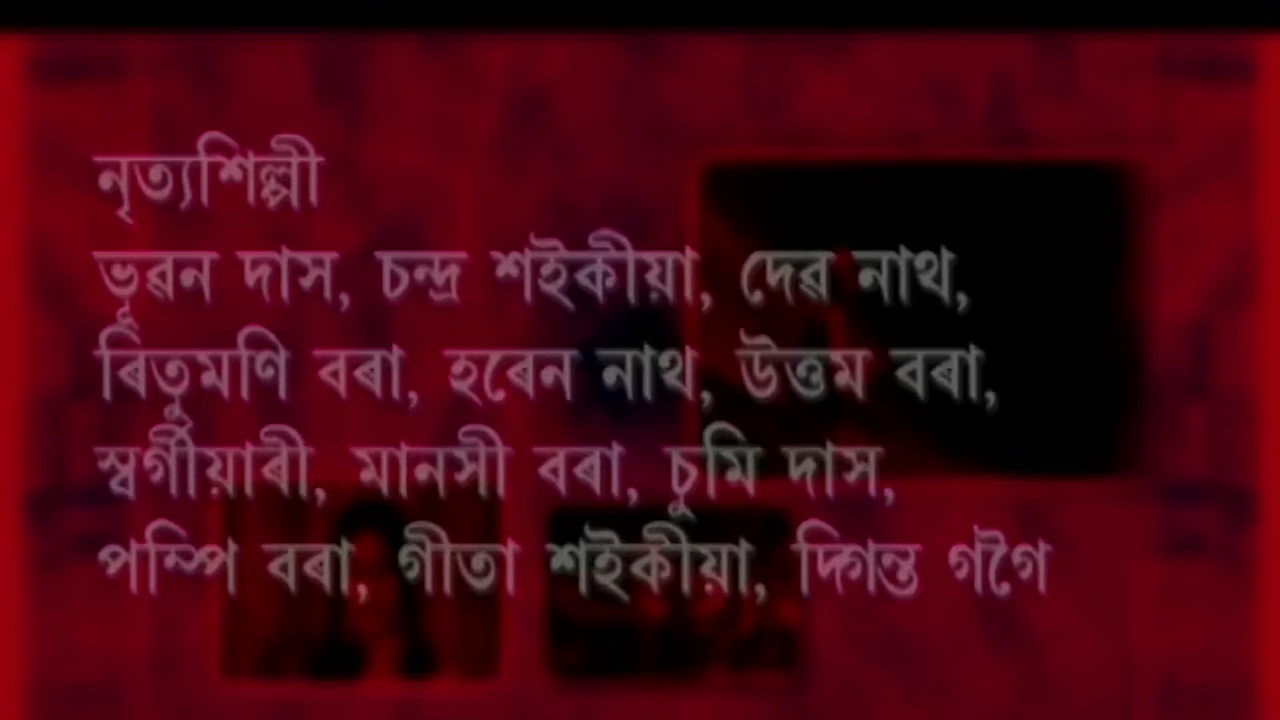 নৃত্যশিল্পী
ভূৱন দাস, চন্দ্ৰ শইকীয়া, দেৱ নাথ,
ৰিতুমণি বৰা, হৰেন নাথ, উত্তম বৰা,
স্বৰ্গীয়াৰী, মানসী বৰা, চুমি দাস,
পম্পি বৰা, গীতা শইকীয়া, দিগন্ত গগৈ